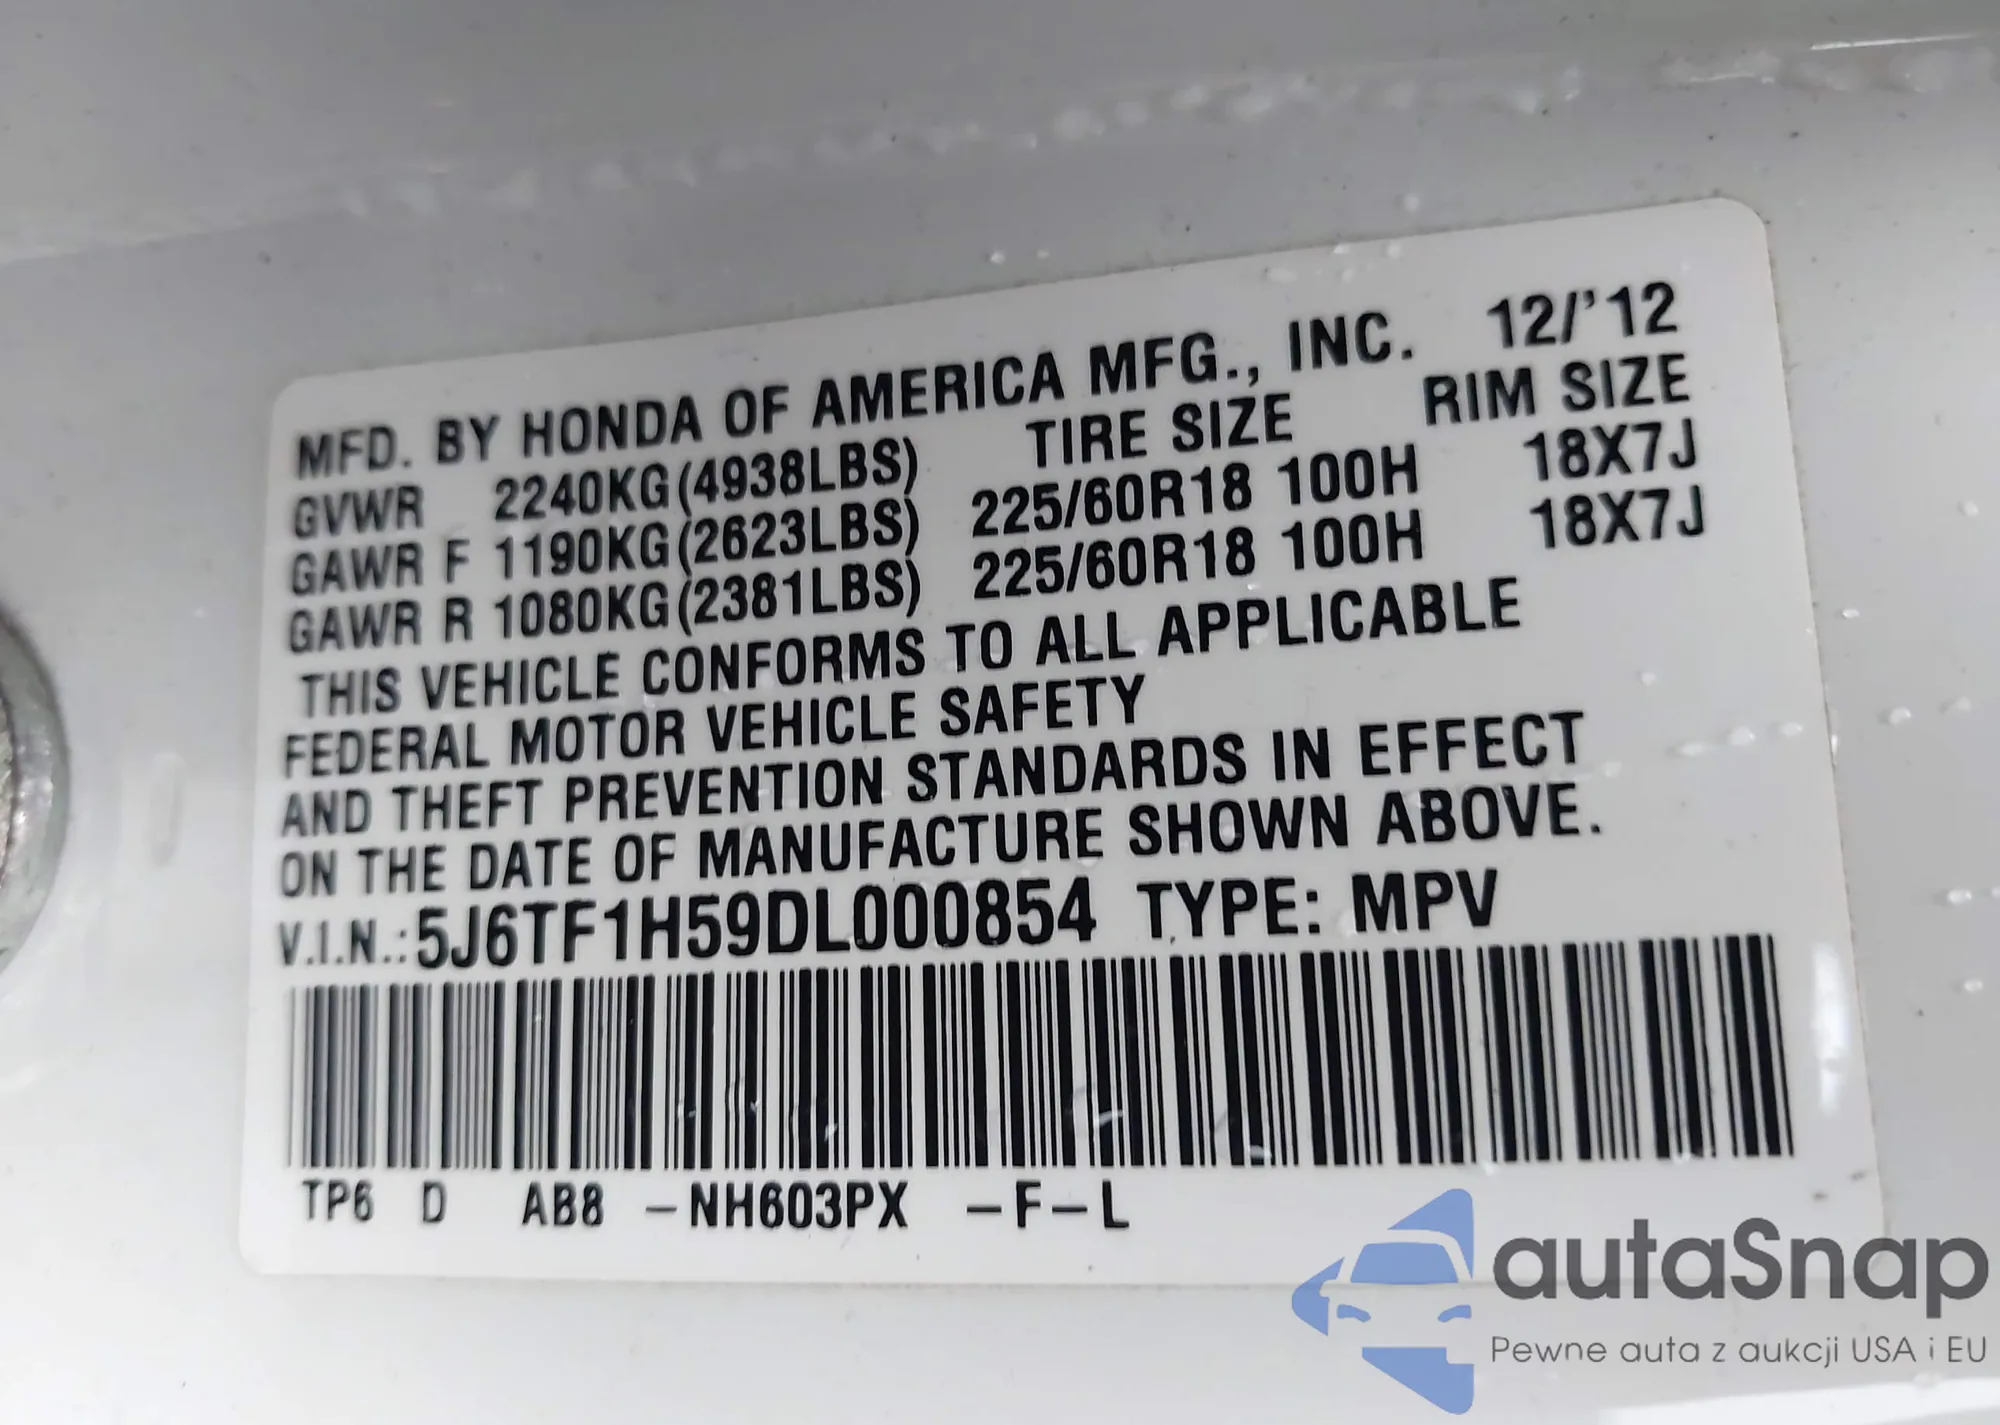 MFD. BY HONDA OF AMERICA MFG., INC. 12/'12
GVWR 2240KG(4938LBS) TIRE SIZE RIM SIZE
GAWR F 1190KG(2623LBS) 225/60R18 100H 18X7J
GAWR R 1080KG(2381LBS) 225/60R18 100H 18X7J
THIS VEHICLE CONFORMS TO ALL APPLICABLE
FEDERAL MOTOR VEHICLE SAFETY
AND THEFT PREVENTION STANDARDS IN EFFECT
ON THE DATE OF MANUFACTURE SHOWN ABOVE.
V.I.N.:5J6TF1H59DL000854 TYPE: MPV
TP6 D AB8 -NH603PX -F-L
autaSnap
Pewne auta z aukcji USA i EU